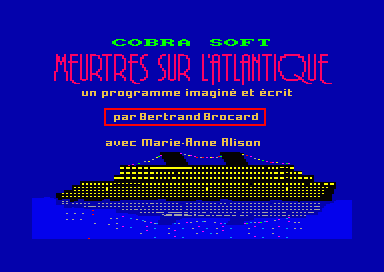 COBRA SOFT
MEURTRES SUR L'ATLANTIQUE
un programme imaginé et écrit
par Bertrand Brocard
avec Marie-Anne Alison